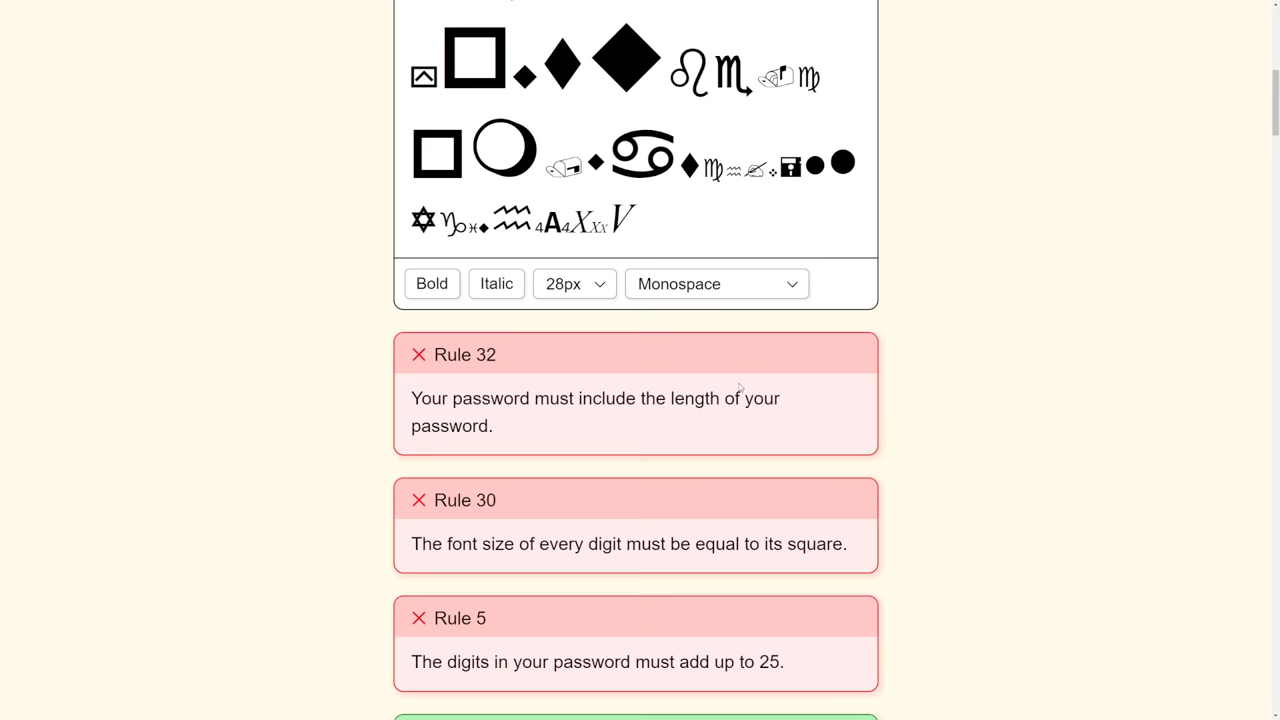 ⍓□◆⧫◆♌♏📬♍
□❍📁⬥♋⧫♍♒✍❖🖬●●
✡♑♓⬥♒4A4XXXV
Bold Italic 28px Monospace
Rule 32
Your password must include the length of your
password.
Rule 30
The font size of every digit must be equal to its square.
Rule 5
The digits in your password must add up to 25.